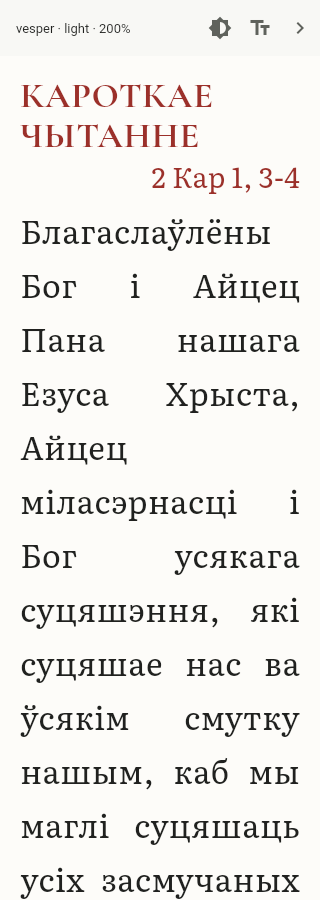 vesper · light · 200%
КАРОТКАЕ
ЧЫТАННЕ
2 Кар 1, 3-4
Благаслаўлёны
Бог і Айцец
Пана нашага
Езуса Хрыста,
Айцец
міласэрнасці і
Бог усякага
суцяшэння, які
суцяшае нас ва
ўсякім смутку
нашым, каб мы
маглі суцяшаць
усіх засмучаных